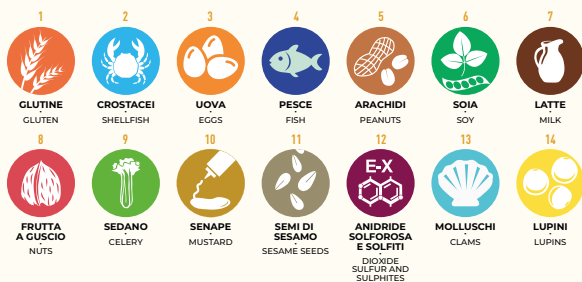 1 2 3 4 5 6 7
GLUTINE
GLUTEN
CROSTACEI
SHELLFISH
UOVA
EGGS
PESCE
FISH
ARACHIDI
PEANUTS
SOIA
SOY
LATTE
MILK
8 9 10 11 12 13 14
FRUTTA
A GUSCIO
NUTS
SEDANO
CELERY
SENAPE
MUSTARD
SEMI DI
SESAMO
SESAME SEEDS
E-X
ANIDRIDE
SOLFOROSA
E SOLFITI
DIOXIDE
SULFUR AND
SULPHITES
MOLLUSCHI
CLAMS
LUPINI
LUPINS